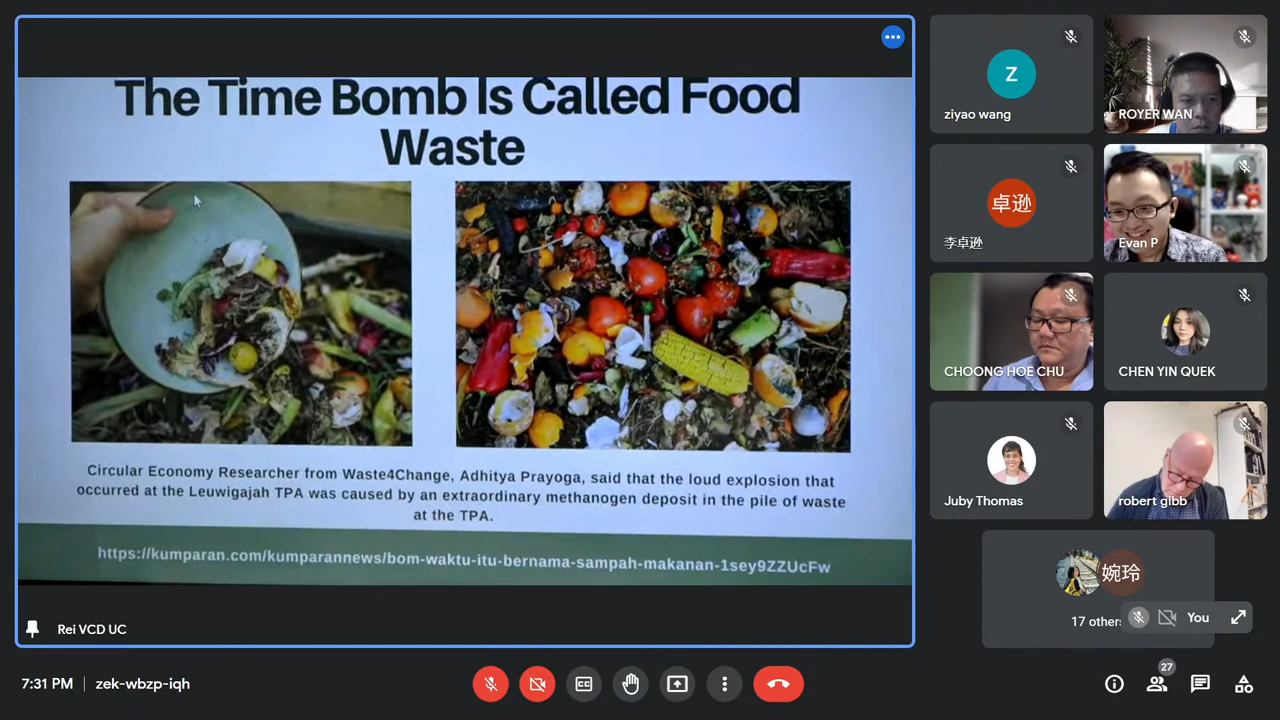 The Time Bomb Is Called Food
Waste
Circular Economy Researcher from Waste4Change, Adhitya Prayoga, said that the loud explosion that
occurred at the Leuwigajah TPA was caused by an extraordinary methanogen deposit in the pile of waste
at the TPA.
https://kumparan.com/kumparannews/bom-waktu-itu-bernama-sampah-makanan-1sey9ZZUcFw
Rei VCD UC
Z
ziyao wang
ROYER WAN
卓逊
李卓逊
Evan P
CHOONG HOE CHU
CHEN YIN QUEK
Juby Thomas
robert gibb
婉玲
17 others
You
7:31 PM
zek-wbzp-iqh
27